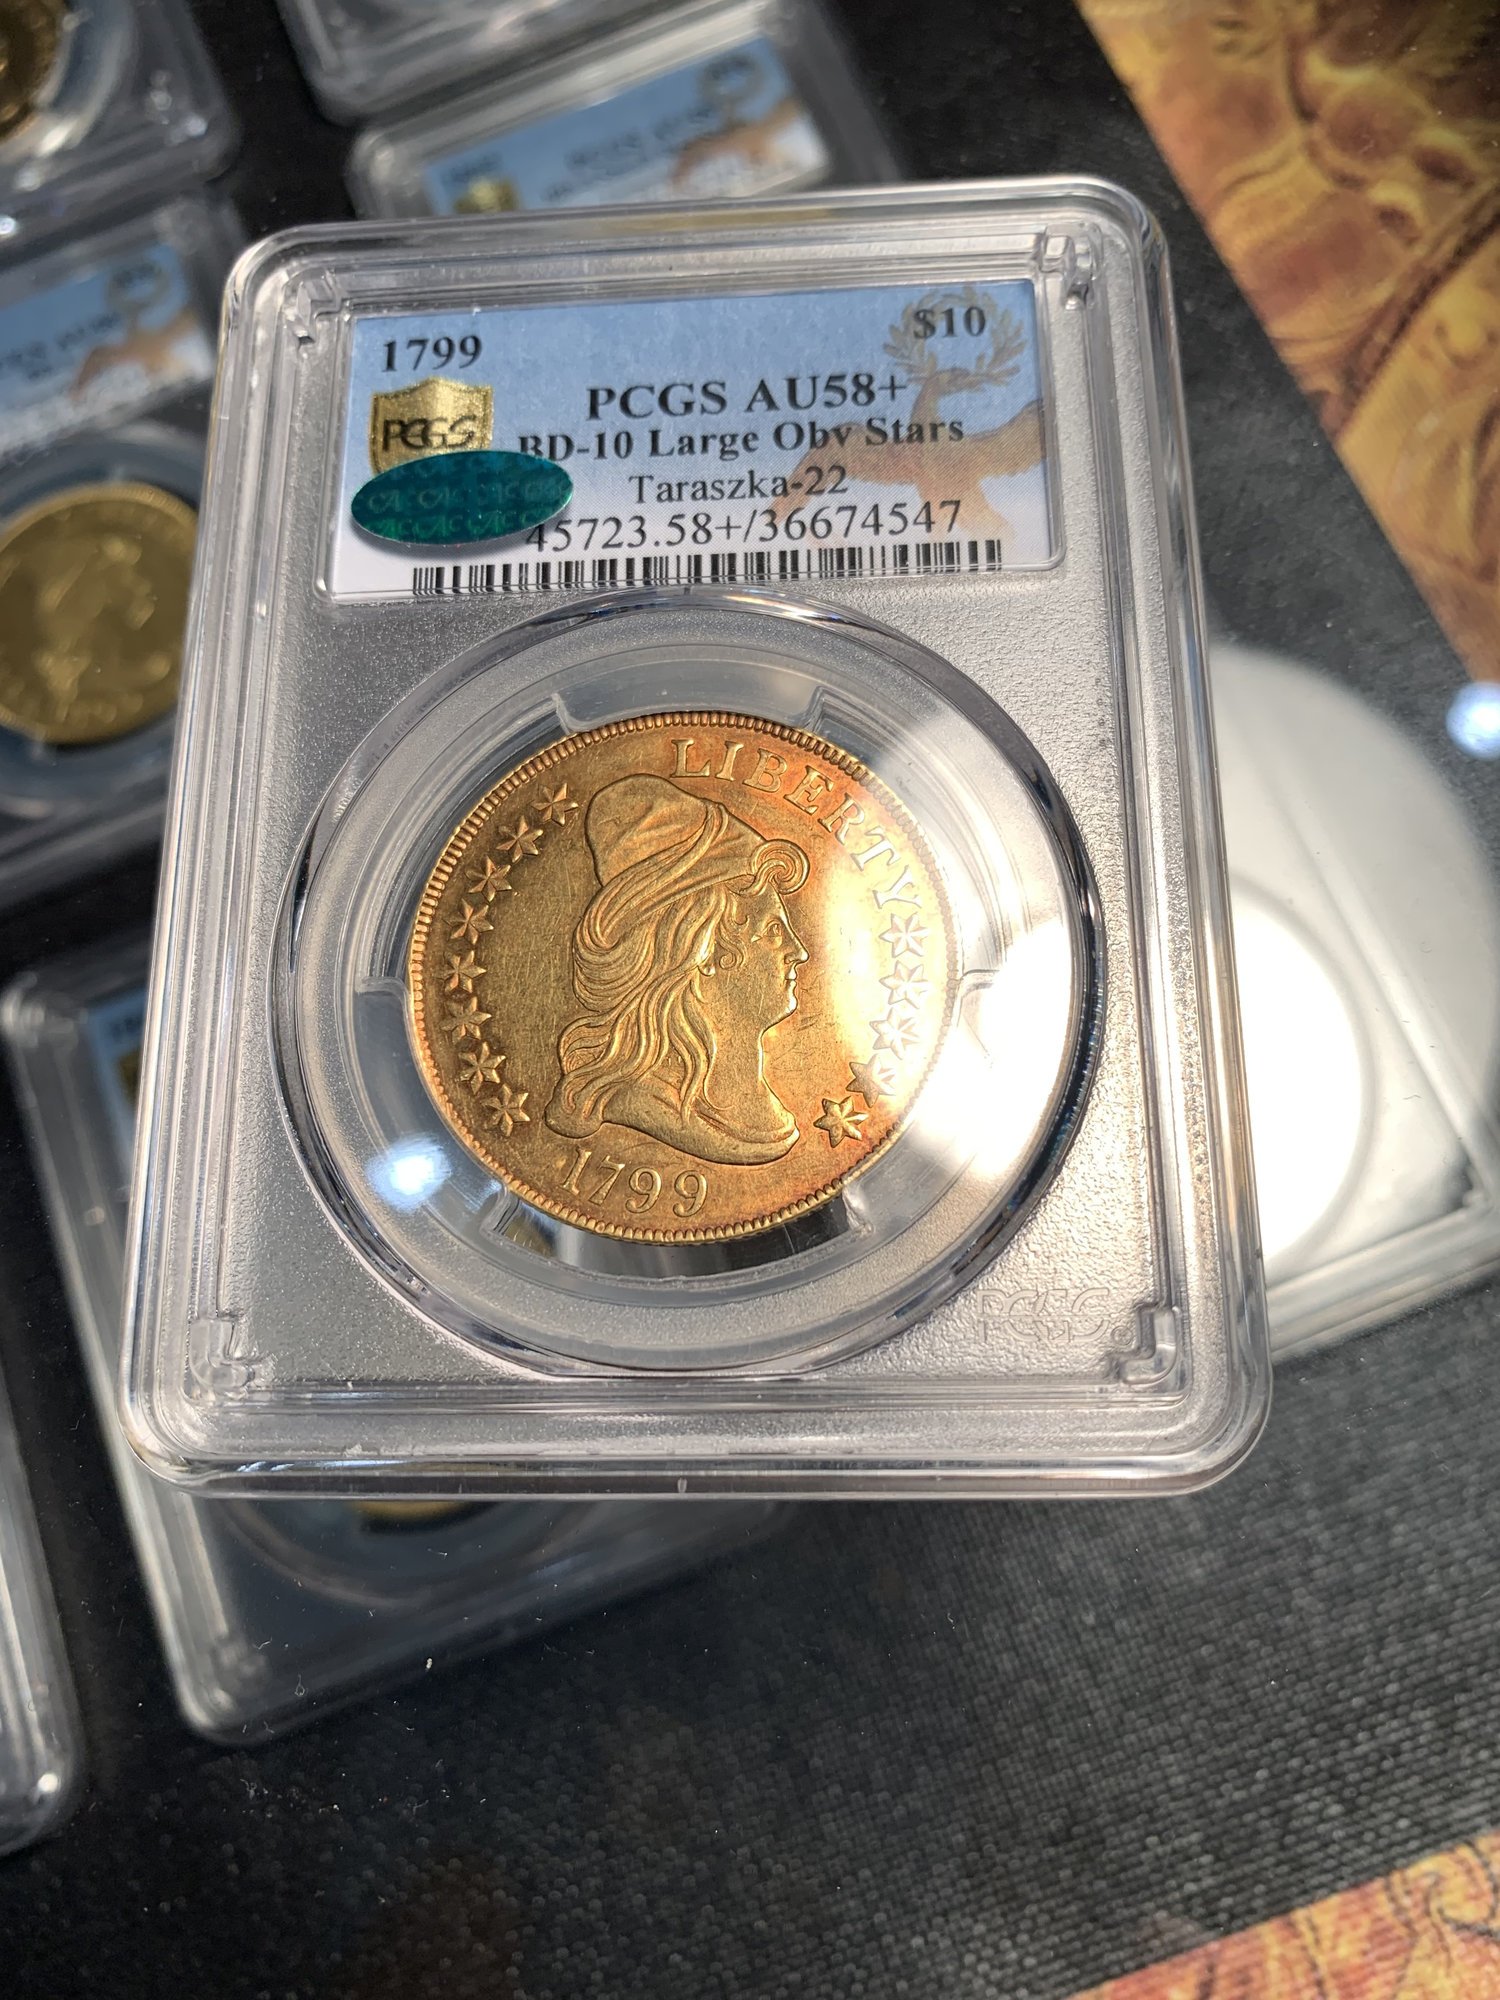 1799
$10
PCGS AU58+
PCGS
BD-10 Large Obv Stars
Taraszka-22
45723.58+/36674547
LIBERTY
1799
PCGS